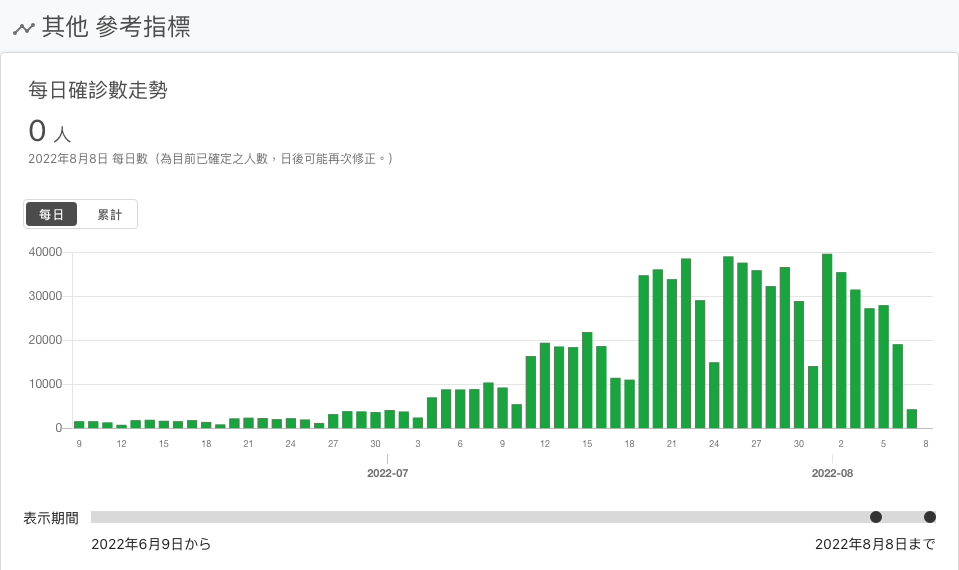 其他 參考指標
每日確診數走勢
0 人
2022年8月8日 每日數（為目前已確定之人數，日後可能再次修正。）
每日 累計
40000
30000
20000
10000
0
9 12 15 18 21 24 27 30 3 6 9 12 15 18 21 24 27 30 2 5 8
2022-07 2022-08
表示期間
2022年6月9日から 2022年8月8日まで